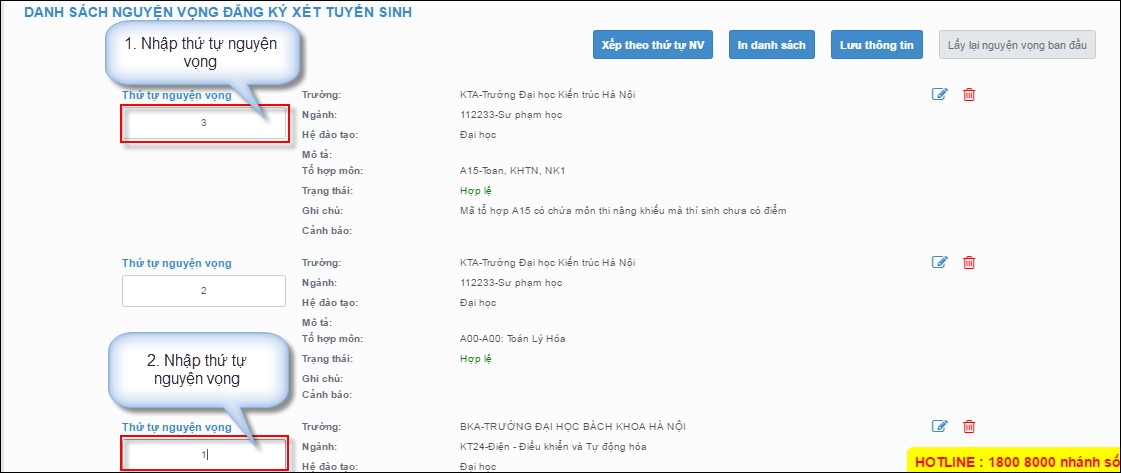 DANH SÁCH NGUYỆN VỌNG ĐĂNG KÝ XÉT TUYỂN SINH
1. Nhập thứ tự nguyện
vọng
Xếp theo thứ tự NV In danh sách Lưu thông tin Lấy lại nguyện vọng ban đầu
Thứ tự nguyện vọng Trường: KTA-Trường Đại học Kiến trúc Hà Nội
3 Ngành: 112233-Sư phạm học
Hệ đào tạo: Đại học
Mô tả:
Tổ hợp môn: A15-Toan, KHTN, NK1
Trạng thái: Hợp lệ
Ghi chú: Mã tổ hợp A15 có chứa môn thi năng khiếu mà thí sinh chưa có điểm
Cảnh báo:
Thứ tự nguyện vọng Trường: KTA-Trường Đại học Kiến trúc Hà Nội
2 Ngành: 112233-Sư phạm học
Hệ đào tạo: Đại học
Mô tả:
Tổ hợp môn: A00-A00: Toán Lý Hóa
Trạng thái: Hợp lệ
Ghi chú:
Cảnh báo:
2. Nhập thứ tự
nguyện vọng
Thứ tự nguyện vọng Trường: BKA-TRƯỜNG ĐẠI HỌC BÁCH KHOA HÀ NỘI
1 Ngành: KT24-Điện - Điều khiển và Tự động hóa
Hệ đào tạo: Đại học
HOTLINE : 1800 8000 nhánh số